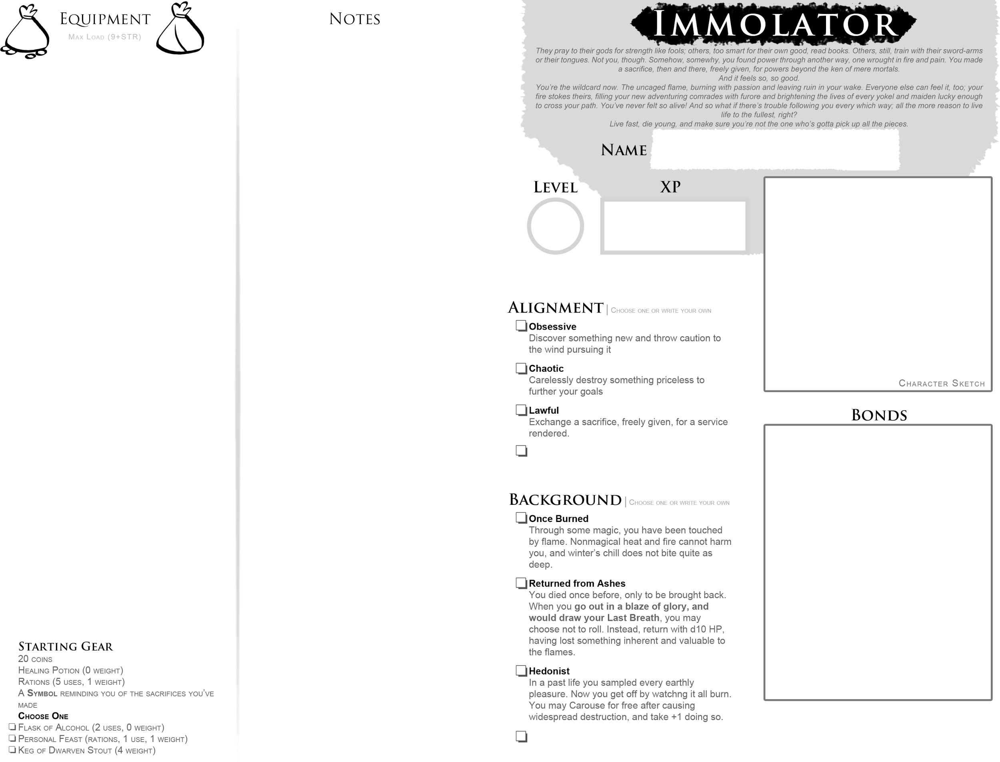 Equipment
Max Load (9+STR)
Starting Gear
20 coins
Healing Potion (0 weight)
Rations (5 uses, 1 weight)
A Symbol reminding you of the sacrifices you've
made
Choose One
Flask of Alcohol (2 uses, 0 weight)
Personal Feast (rations, 1 use, 1 weight)
Keg of Dwarven Stout (4 weight)
Notes
Immolator
They pray to their gods for strength like fools; others, too smart for their own good, read books. Others, still, train with their sword-arms
or their tongues. Not you, though. Somehow, somewhy, you found power through another way, one wrought in fire and pain. You made
a sacrifice, then and there, freely given, for powers beyond the ken of mere mortals.
And it feels so, so good.
You're the wildcard now. The uncaged flame, burning with passion and leaving ruin in your wake. Everyone else can feel it, too; your
fire stokes theirs, filling your new adventuring comrades with furore and brightening the lives of every yokel and maiden lucky enough
to cross your path. You've never felt so alive! And so what if there's trouble following you every which way; all the more reason to live
life to the fullest, right?
Live fast, die young, and make sure you're not the one who's gotta pick up all the pieces.
Name
Level
XP
Alignment | Choose one or write your own
Obsessive
Discover something new and throw caution to
the wind pursuing it
Chaotic
Carelessly destroy something priceless to
further your goals
Lawful
Exchange a sacrifice, freely given, for a service
rendered.
Background | Choose one or write your own
Once Burned
Through some magic, you have been touched
by flame. Nonmagical heat and fire cannot harm
you, and winter's chill does not bite quite as
deep.
Returned from Ashes
You died once before, only to be brought back.
When you go out in a blaze of glory, and
would draw your Last Breath, you may
choose not to roll. Instead, return with d10 HP,
having lost something inherent and valuable to
the flames.
Hedonist
In a past life you sampled every earthly
pleasure. Now you get off by watchng it all burn.
You may Carouse for free after causing
widespread destruction, and take +1 doing so.
Character Sketch
Bonds